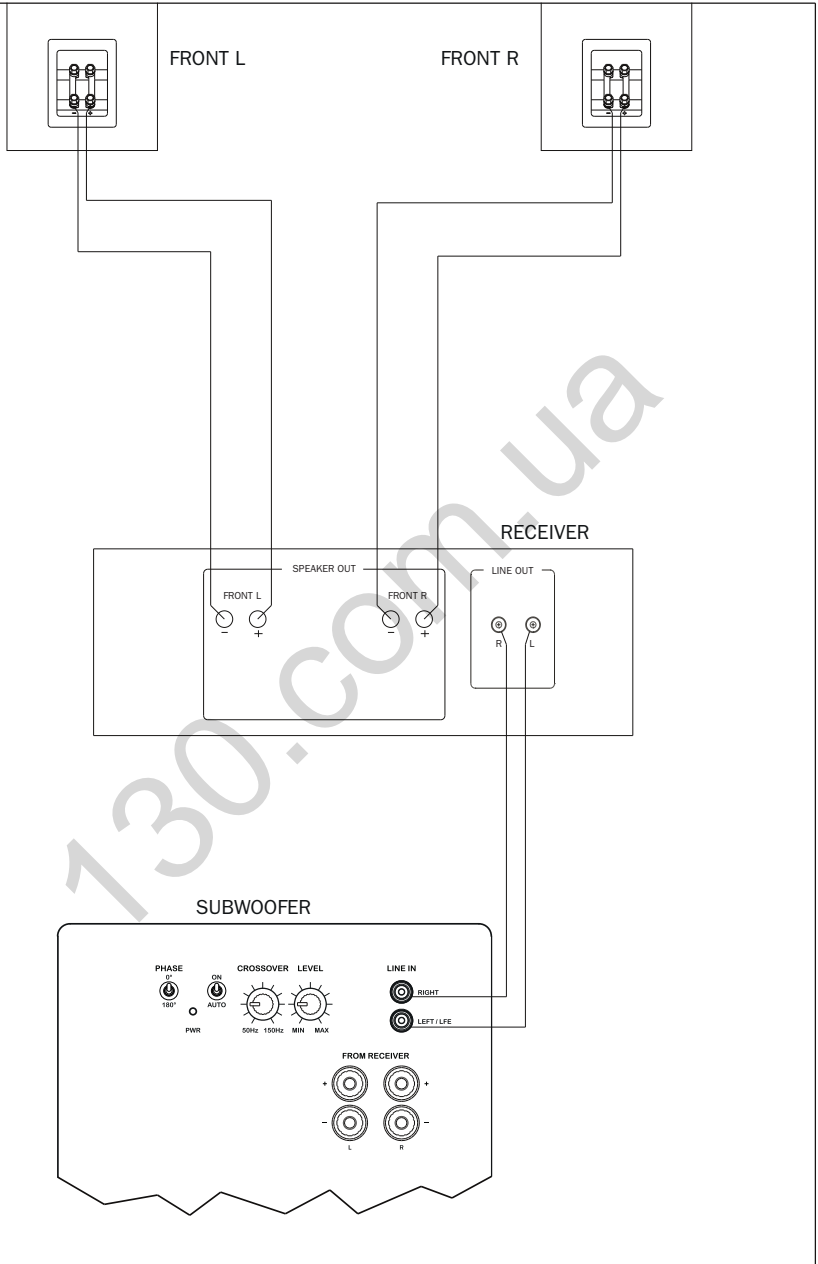 FRONT L
FRONT R
- +
- +
RECEIVER
SPEAKER OUT
LINE OUT
FRONT L
FRONT R
- +
- +
R L
130.com.ua
SUBWOOFER
PHASE
0°
180°
ON
AUTO
PWR
CROSSOVER
50Hz 150Hz
LEVEL
MIN MAX
LINE IN
RIGHT
LEFT / LFE
FROM RECEIVER
+ +
- -
L R